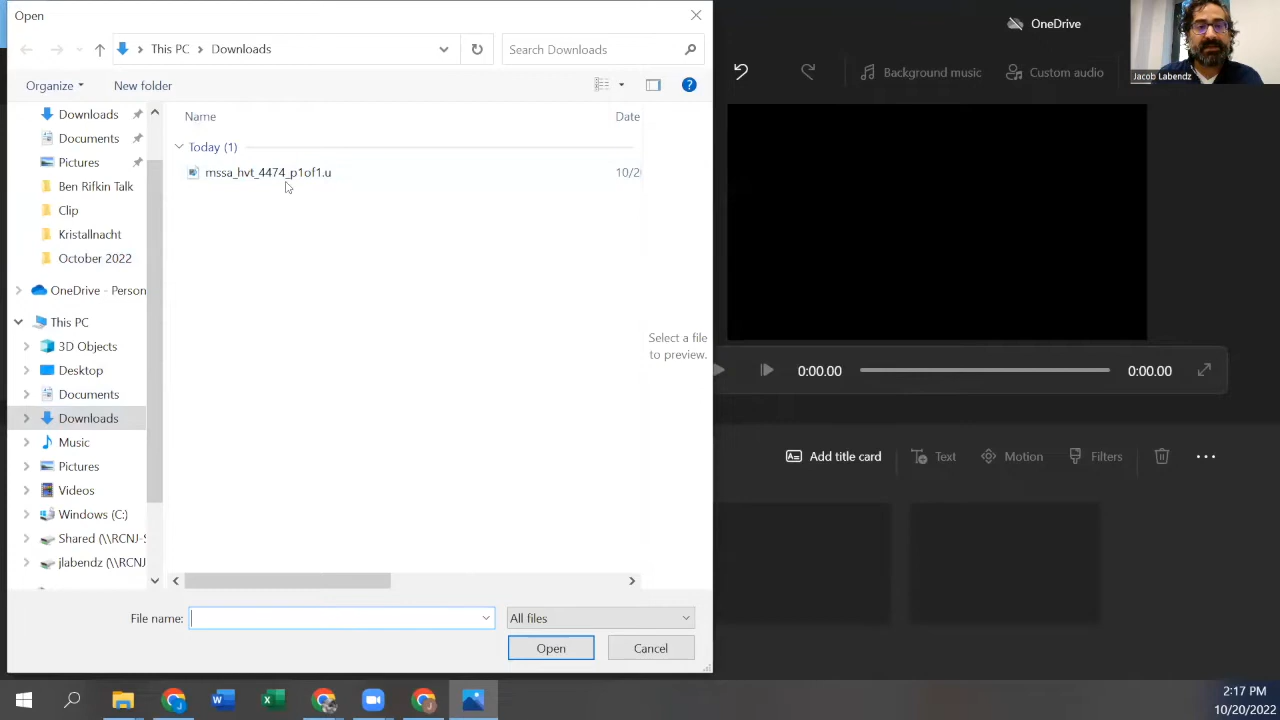 Open
This PC > Downloads
Search Downloads
Organize
New folder
Downloads
Documents
Pictures
Ben Rifkin Talk
Clip
Kristallnacht
October 2022
OneDrive - Person
This PC
3D Objects
Desktop
Documents
Downloads
Music
Pictures
Videos
Windows (C:)
Shared (\\RCNJ-S
jlabendz (\\RCNJ
Name
Date
Today (1)
mssa_hvt_4474_p1of1.u
10/2
Select a file
to preview.
File name:
All files
Open
Cancel
OneDrive
Background music
Custom audio
Jacob Labendz
0:00.00
0:00.00
Add title card
Text
Motion
Filters
2:17 PM
10/20/2022